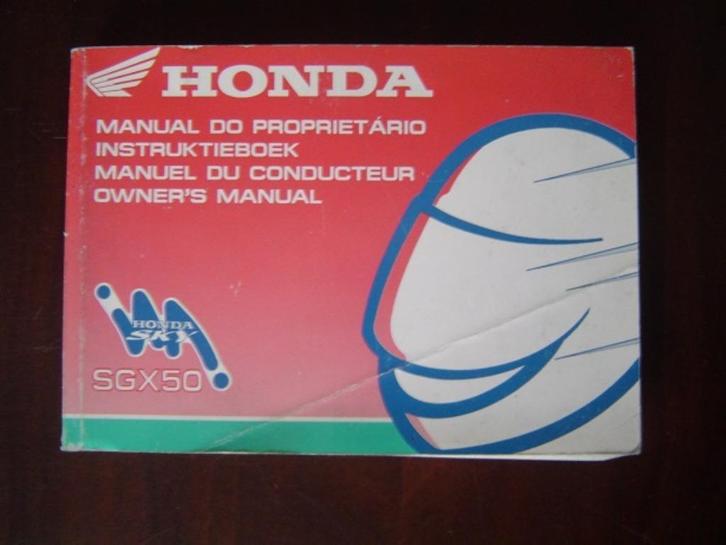 HONDA
MANUAL DO PROPRIETÁRIO
INSTRUKTIEBOEK
MANUEL DU CONDUCTEUR
OWNER'S MANUAL
HONDA
SKY
SGX50